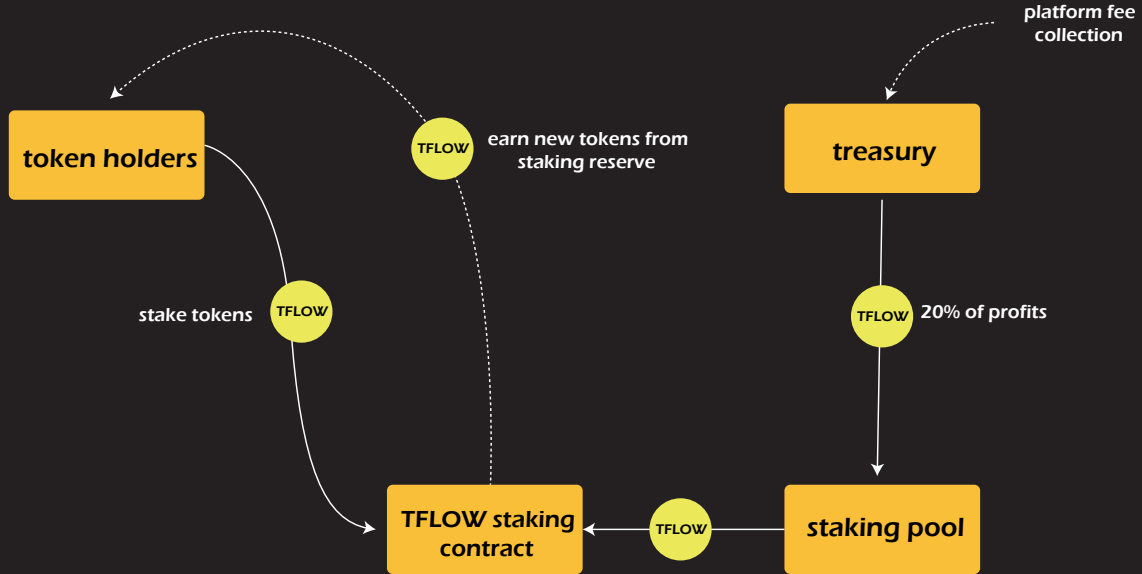 platform fee
collection
token holders
TFLOW
earn new tokens from
staking reserve
treasury
stake tokens
TFLOW
TFLOW
20% of profits
TFLOW staking
contract
TFLOW
staking pool